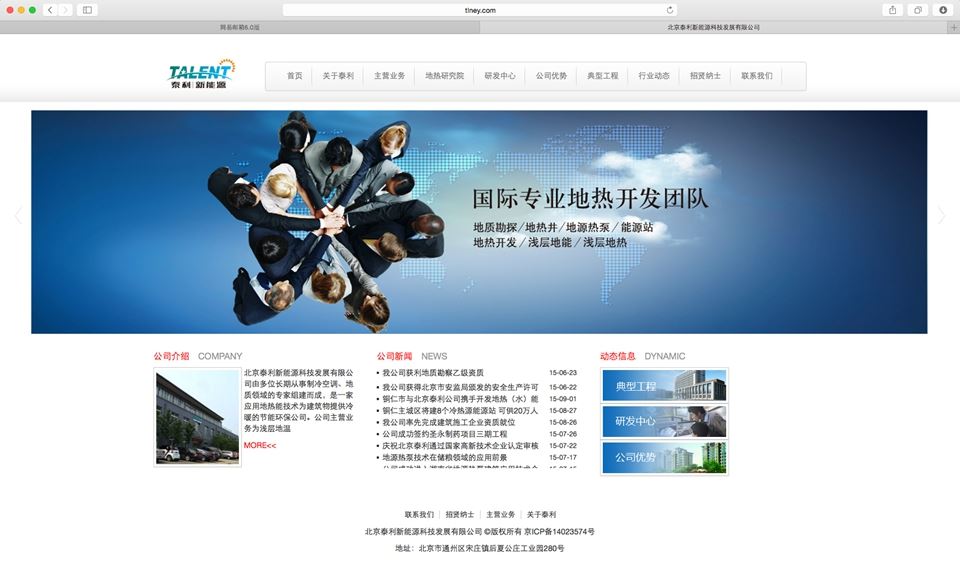 tiney.com
网易邮箱6.0版
北京泰利新能源科技发展有限公司
TALENT
泰利新能源
首页 关于泰利 主营业务 地热研究院 研发中心 公司优势 典型工程 行业动态 招贤纳士 联系我们
国际专业地热开发团队
地质勘探/地热井/地源热泵/能源站
地热开发/浅层地能/浅层地热
公司介绍 COMPANY
北京泰利新能源科技发展有限公
司由多位长期从事制冷空调、地
质领域的专家组建而成，是一家
应用地热能技术为建筑物提供冷
暖的节能环保公司。公司主营业
务为浅层地温
MORE<<
公司新闻 NEWS
我公司获利地质勘察乙级资质 15-06-23
我公司获得北京市安监局颁发的安全生产许可 15-06-22
铜仁市与北京泰利公司携手开发地热（水）能 15-09-01
铜仁主城区将建8个冷热源能源站 可供20万人 15-08-27
我公司率先完成建筑施工企业资质就位 15-08-26
公司成功签约圣永制药项目三期工程 15-07-26
庆祝北京泰利通过国家高新技术企业认定审核 15-07-22
地源热泵技术在储粮领域的应用前景 15-07-17
动态信息 DYNAMIC
典型工程
研发中心
公司优势
联系我们 招贤纳士 主营业务 关于泰利
北京泰利新能源科技发展有限公司 ©版权所有 京ICP备14023574号
地址：北京市通州区宋庄镇后夏公庄工业园280号